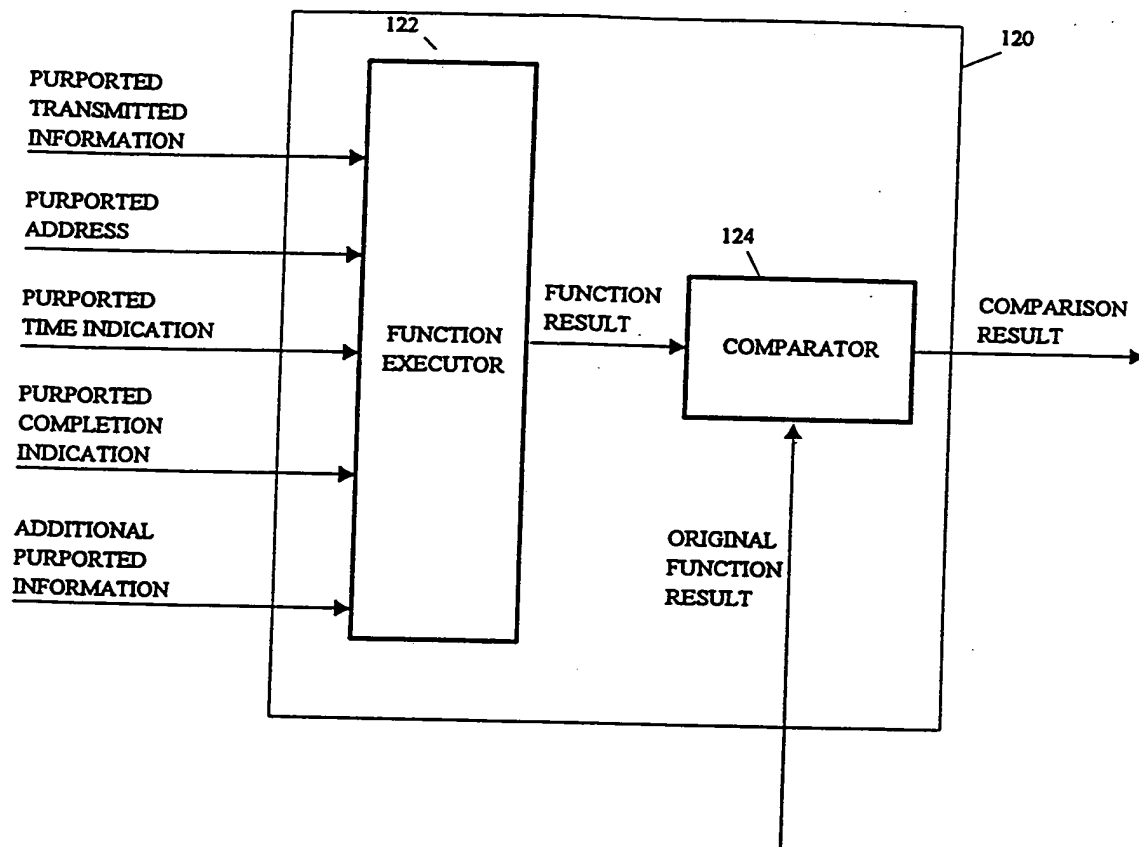 122
120
PURPORTED
TRANSMITTED
INFORMATION
PURPORTED
ADDRESS
124
PURPORTED
TIME INDICATION
FUNCTION
EXECUTOR
FUNCTION
RESULT
COMPARATOR
COMPARISON
RESULT
PURPORTED
COMPLETION
INDICATION
ADDITIONAL
PURPORTED
INFORMATION
ORIGINAL
FUNCTION
RESULT